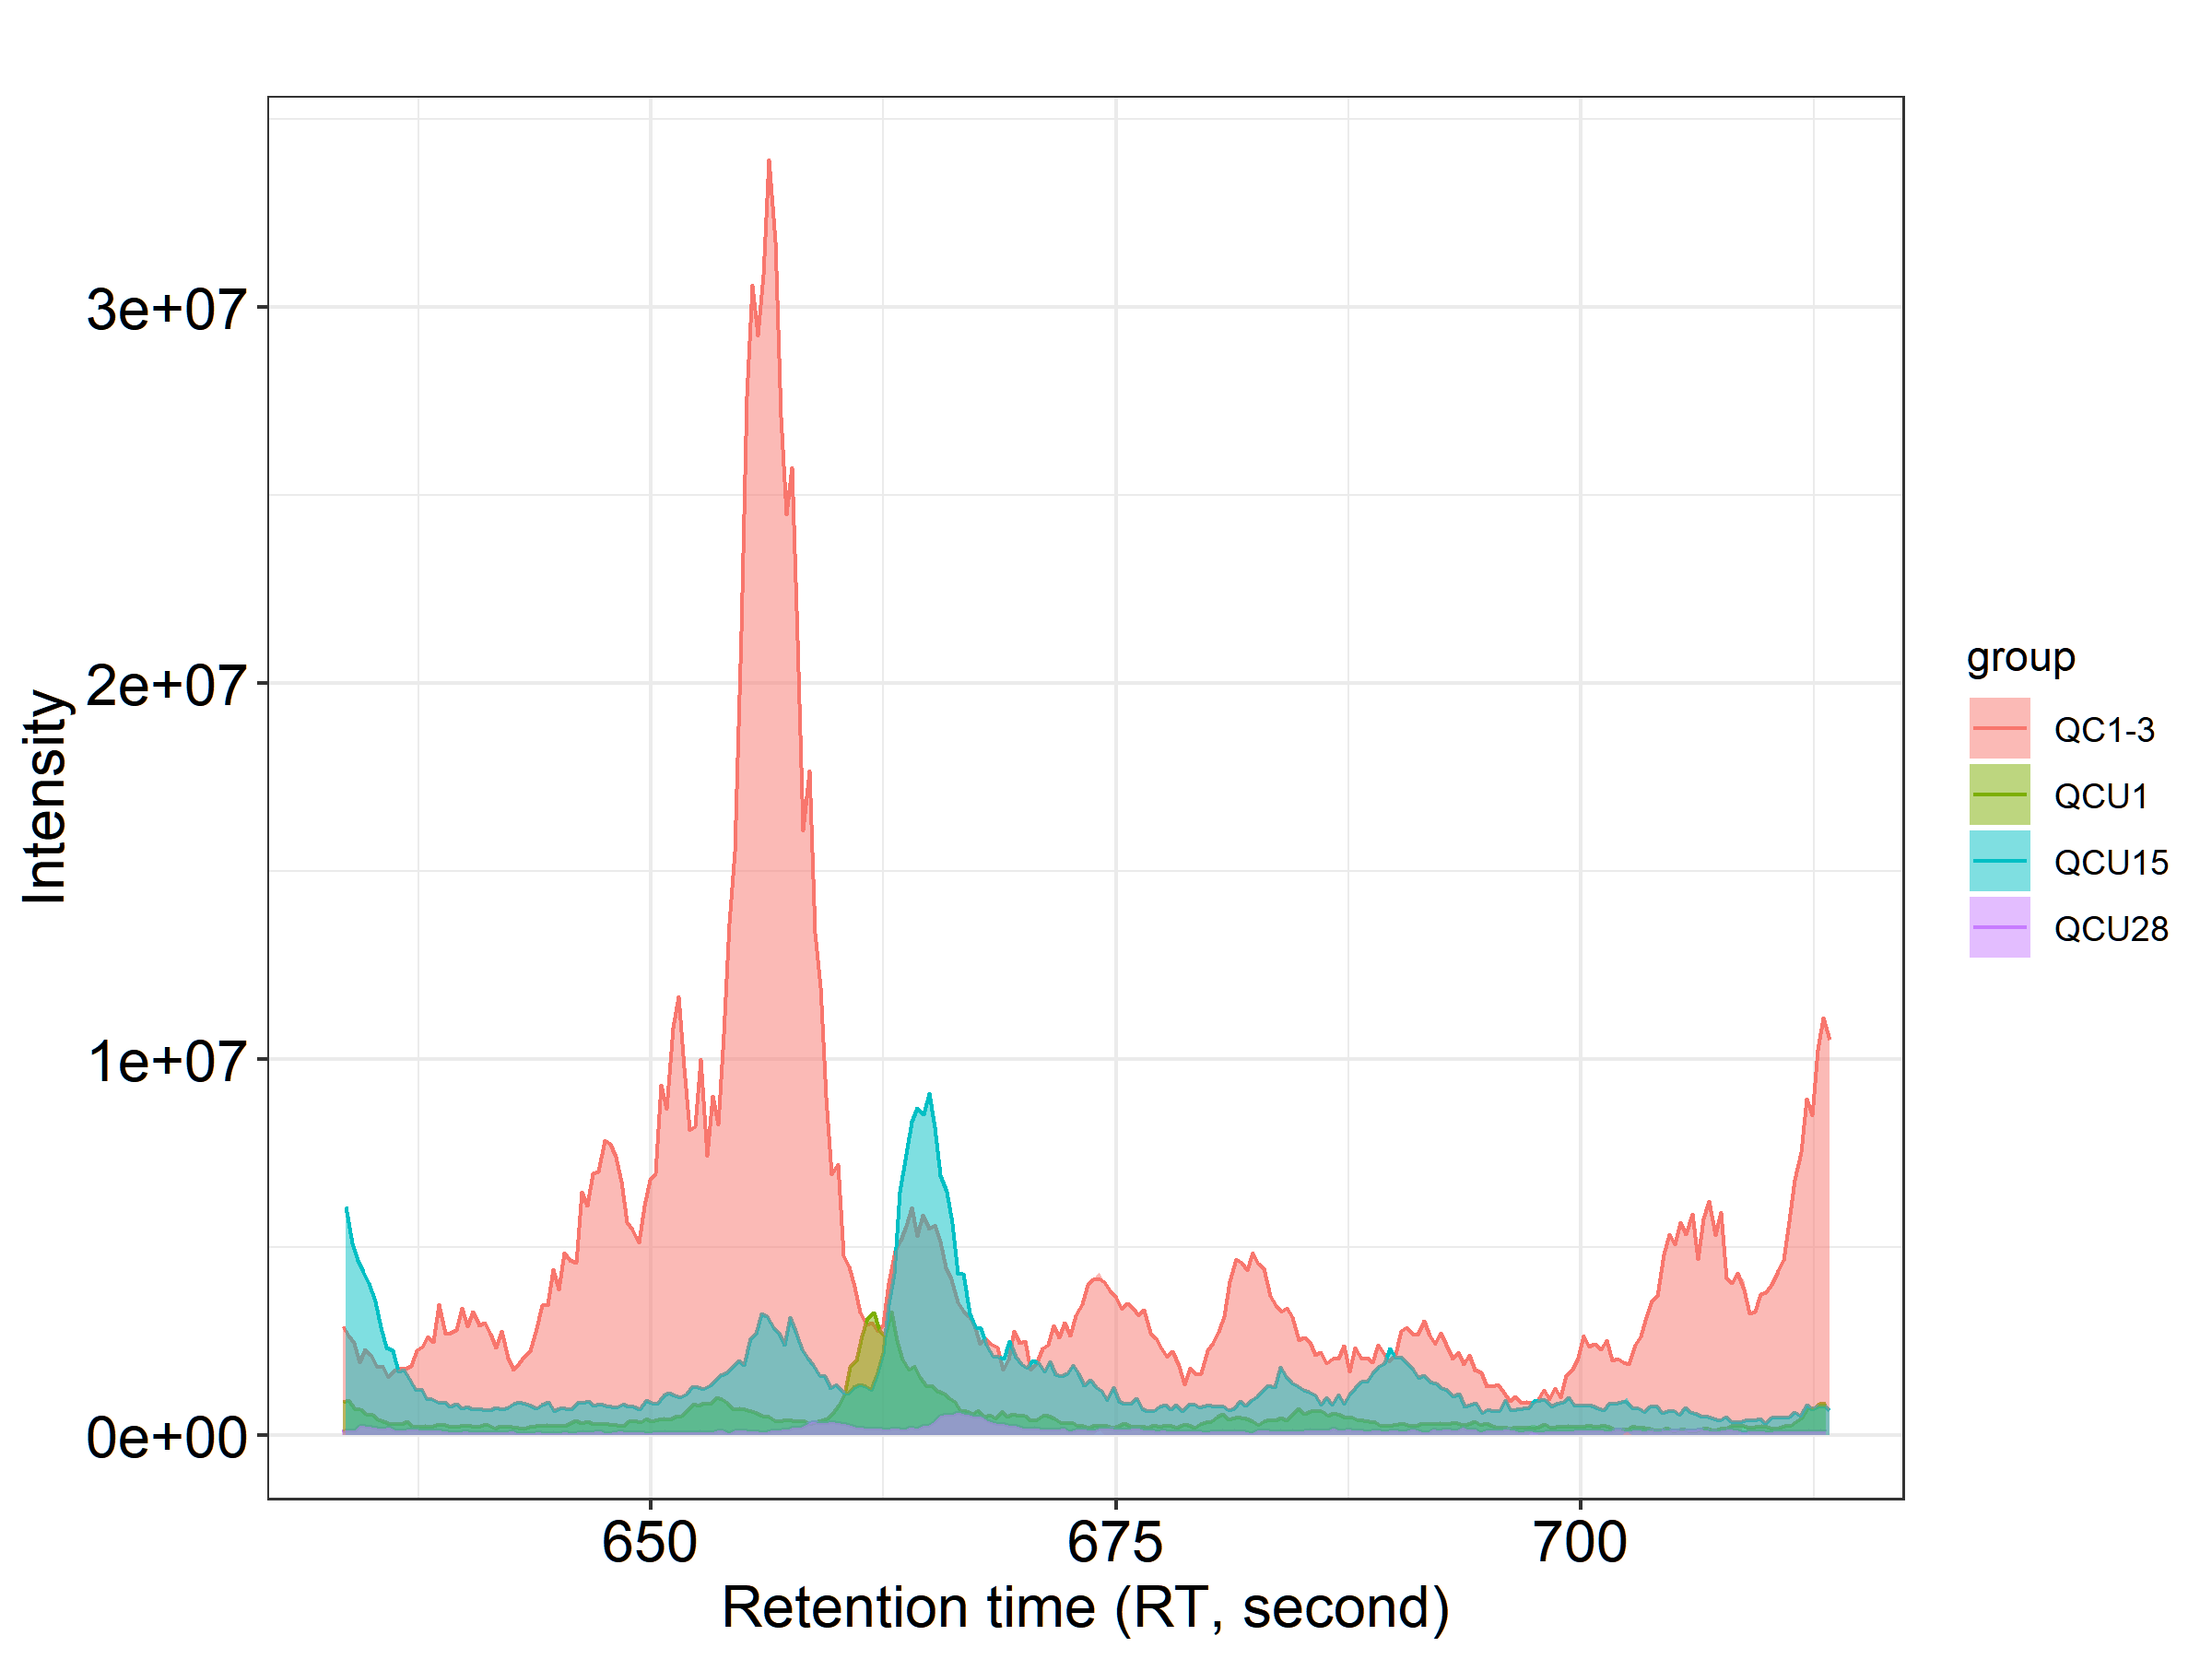 Intensity
3e+07
2e+07
1e+07
0e+00
650 675 700
Retention time (RT, second)
group
QC1-3
QCU1
QCU15
QCU28